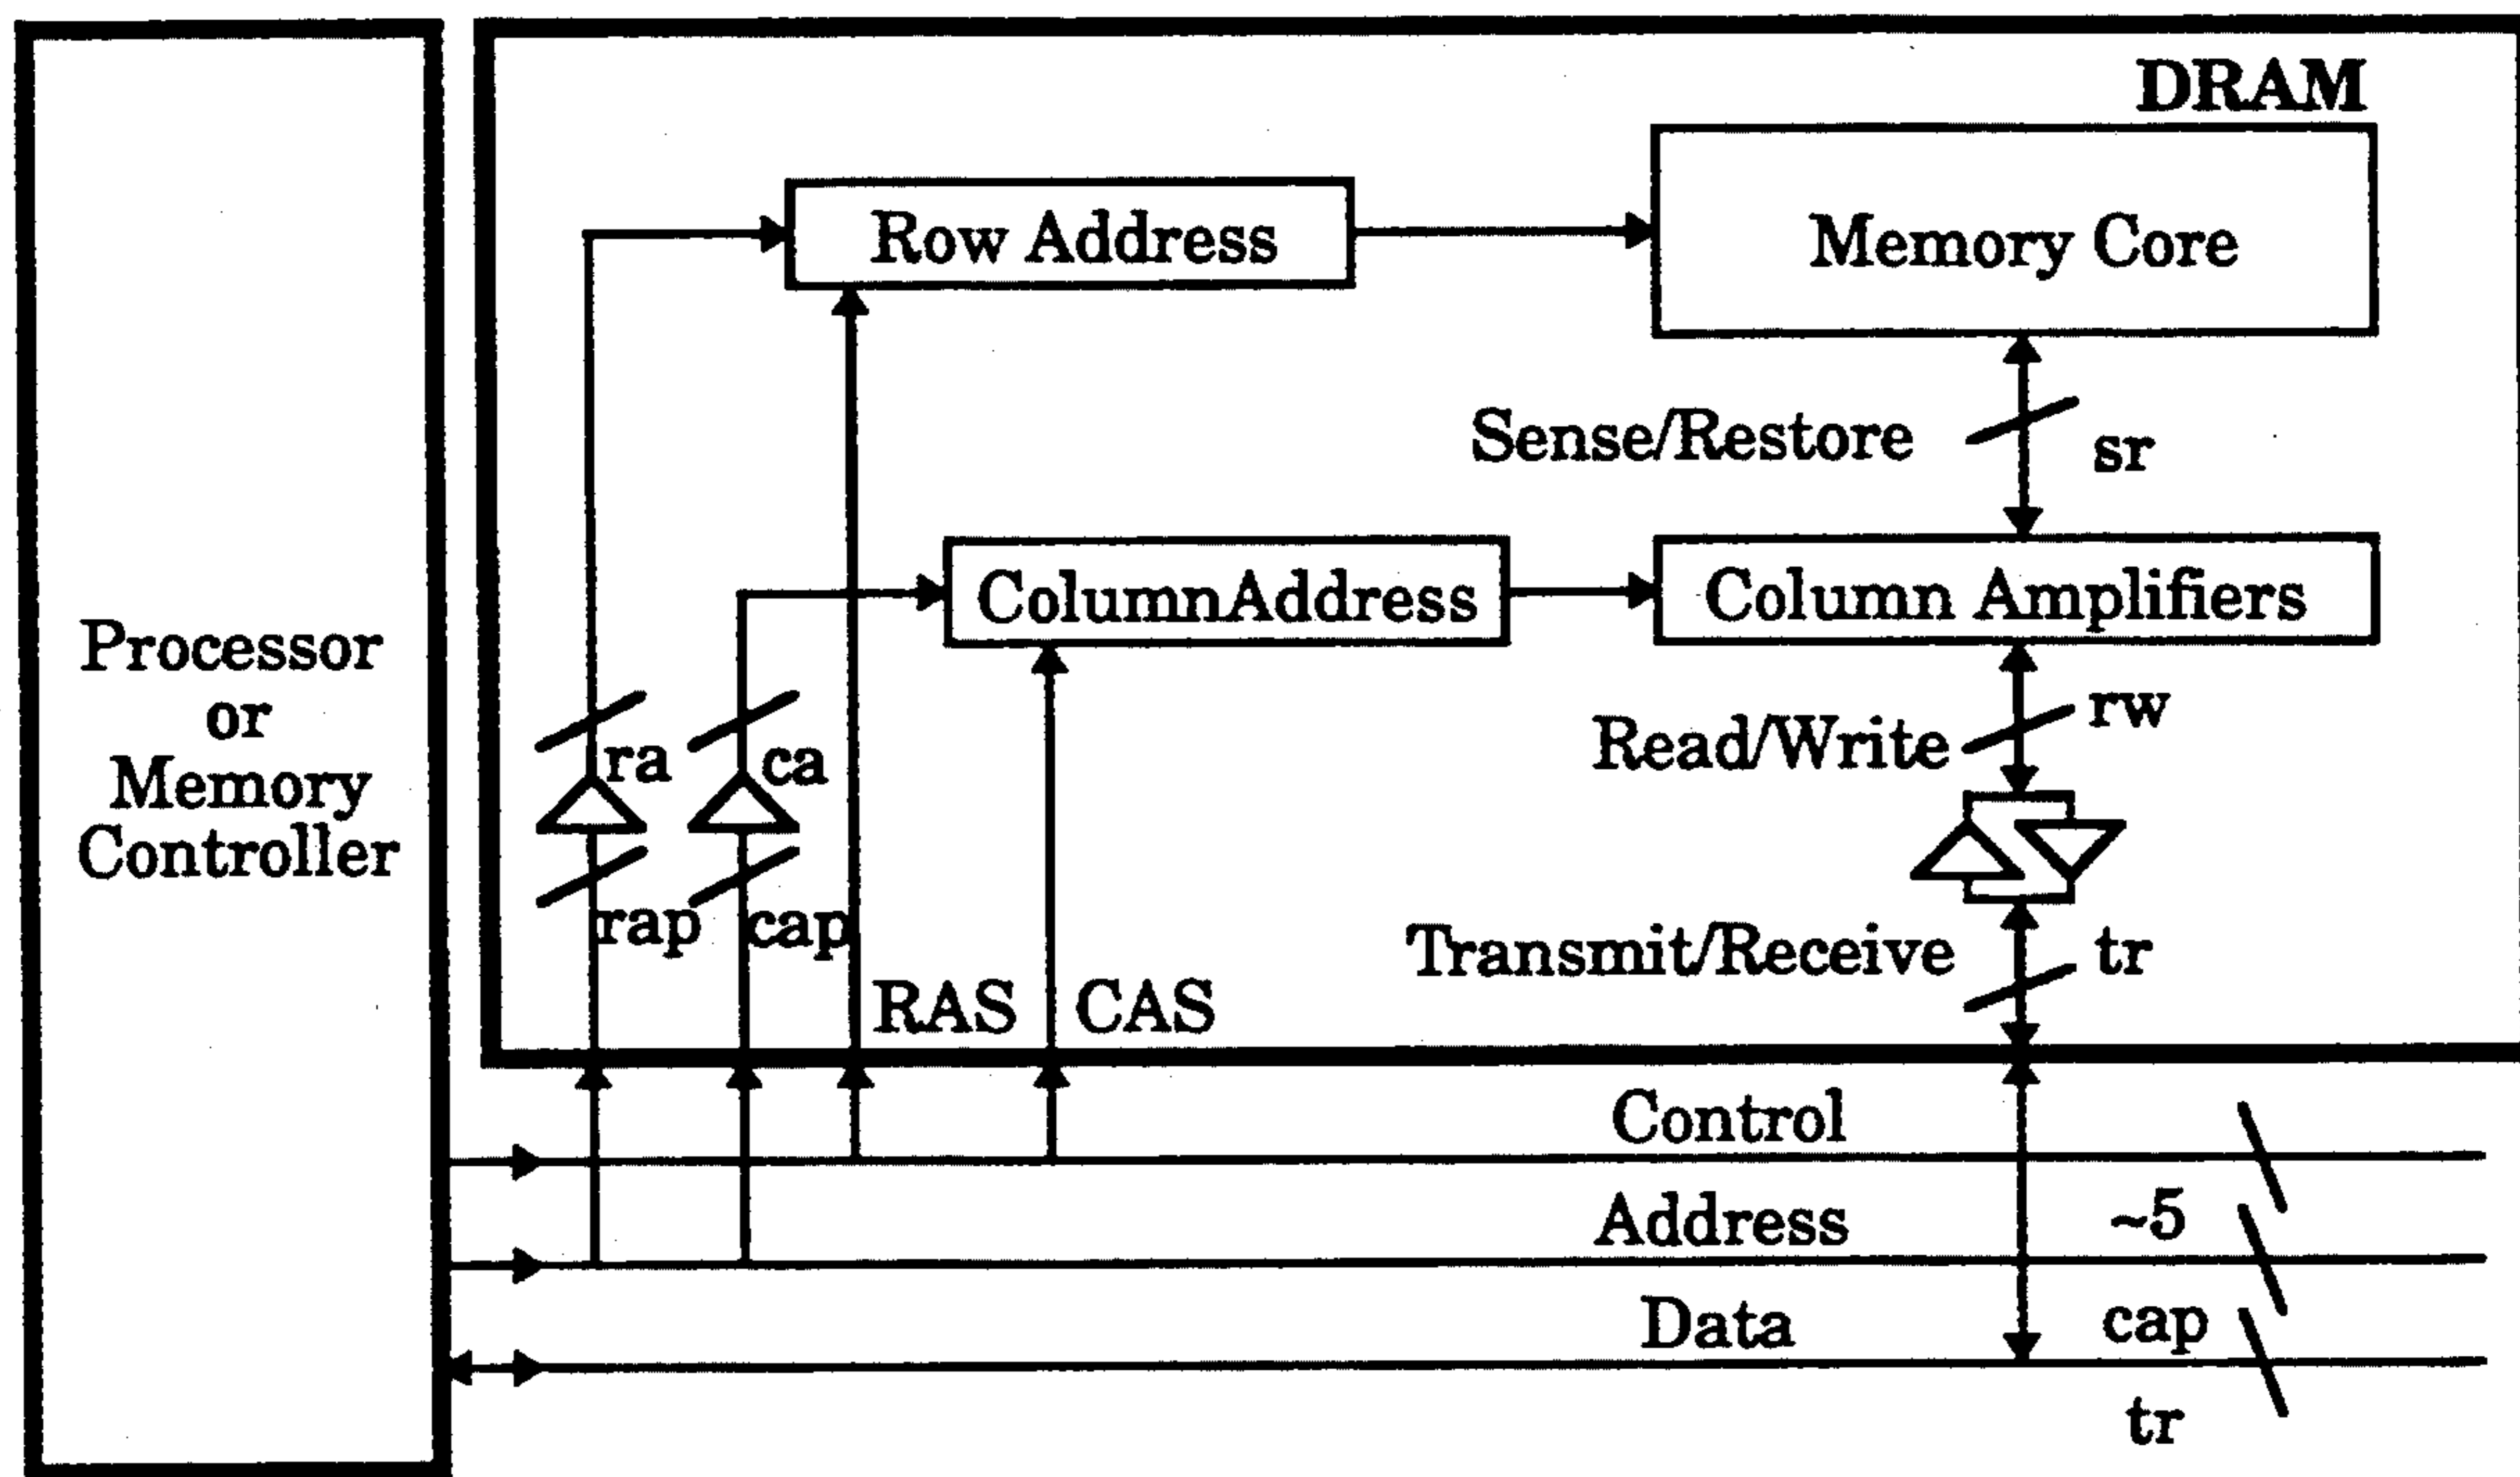 DRAM
Row Address
Memory Core
Sense/Restore
sr
ColumnAddress
Column Amplifiers
Processor
or
Memory
Controller
ra
ca
Read/Write
rw
rap
cap
Transmit/Receive
tr
RAS
CAS
Control
~5
Address
cap
Data
tr